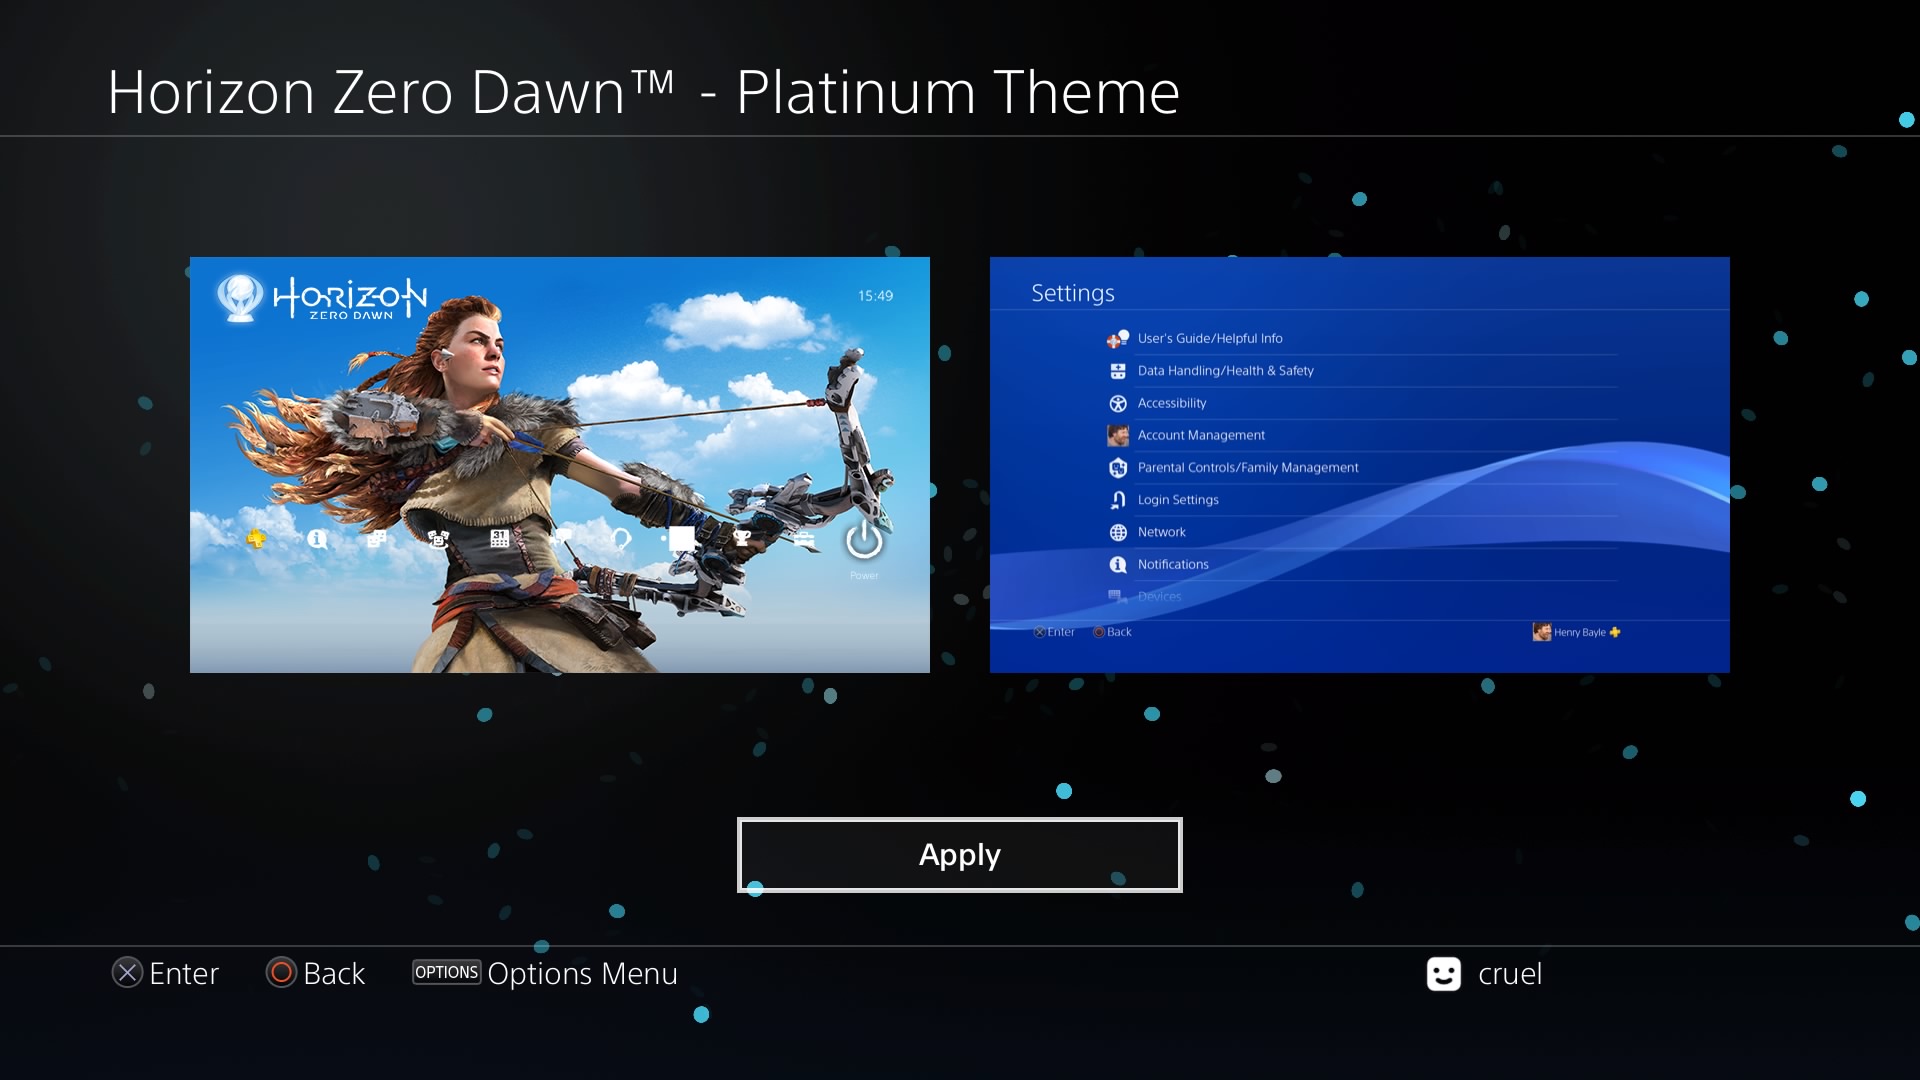 Horizon Zero Dawn™ - Platinum Theme
HORIZON
ZERO DAWN
15:49
31
Power
Settings
User's Guide/Helpful Info
Data Handling/Health & Safety
Accessibility
Account Management
Parental Controls/Family Management
Login Settings
Network
Notifications
Devices
Enter Back
Henry Bayle
Apply
Enter Back OPTIONS Options Menu
cruel